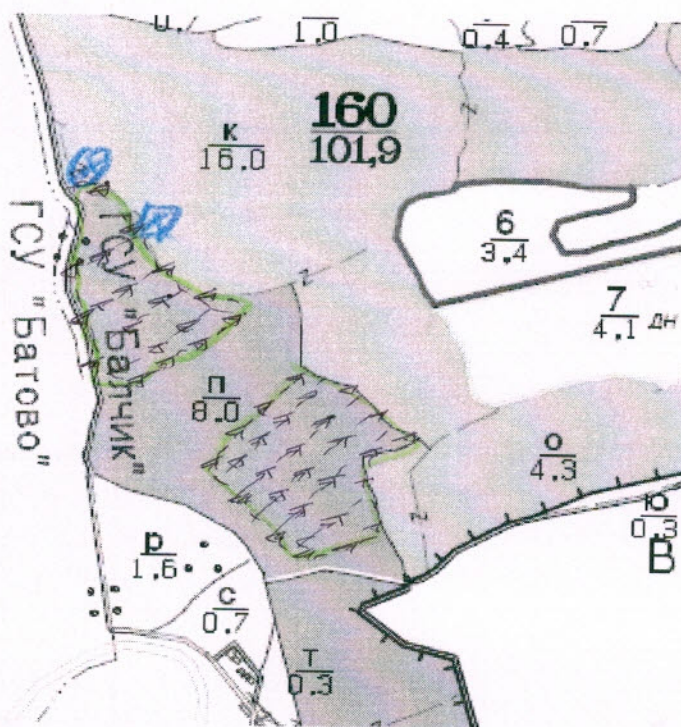 1.0
0.4
0.7
160
101,9
к
16.0
6
3.4
7
4.1 дн
ГСУ "Батово"
ГСУ "Балчик"
п
8.0
о
4.3
ю
0.3
В
р
1.6
с
0.7
т
0.3